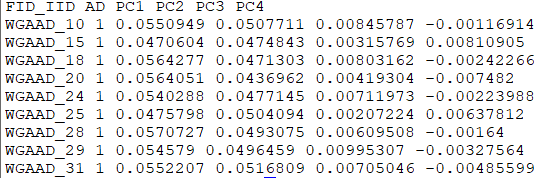 FID_IID AD PC1 PC2 PC3 PC4
WGAAD_10 1 0.0550949 0.0507711 0.00845787 -0.00116914
WGAAD_15 1 0.0470604 0.0474843 0.00315769 0.00810905
WGAAD_18 1 0.0564277 0.0471303 0.00803162 -0.00242266
WGAAD_20 1 0.0564051 0.0436962 0.00419304 -0.007482
WGAAD_24 1 0.0540288 0.0477145 0.00711973 -0.00223988
WGAAD_25 1 0.0475798 0.0504094 0.00207224 0.00637812
WGAAD_28 1 0.0570727 0.0493075 0.00609508 -0.00164
WGAAD_29 1 0.054579 0.0496459 0.00995307 -0.00327564
WGAAD_31 1 0.0552207 0.0516809 0.00705046 -0.00485599